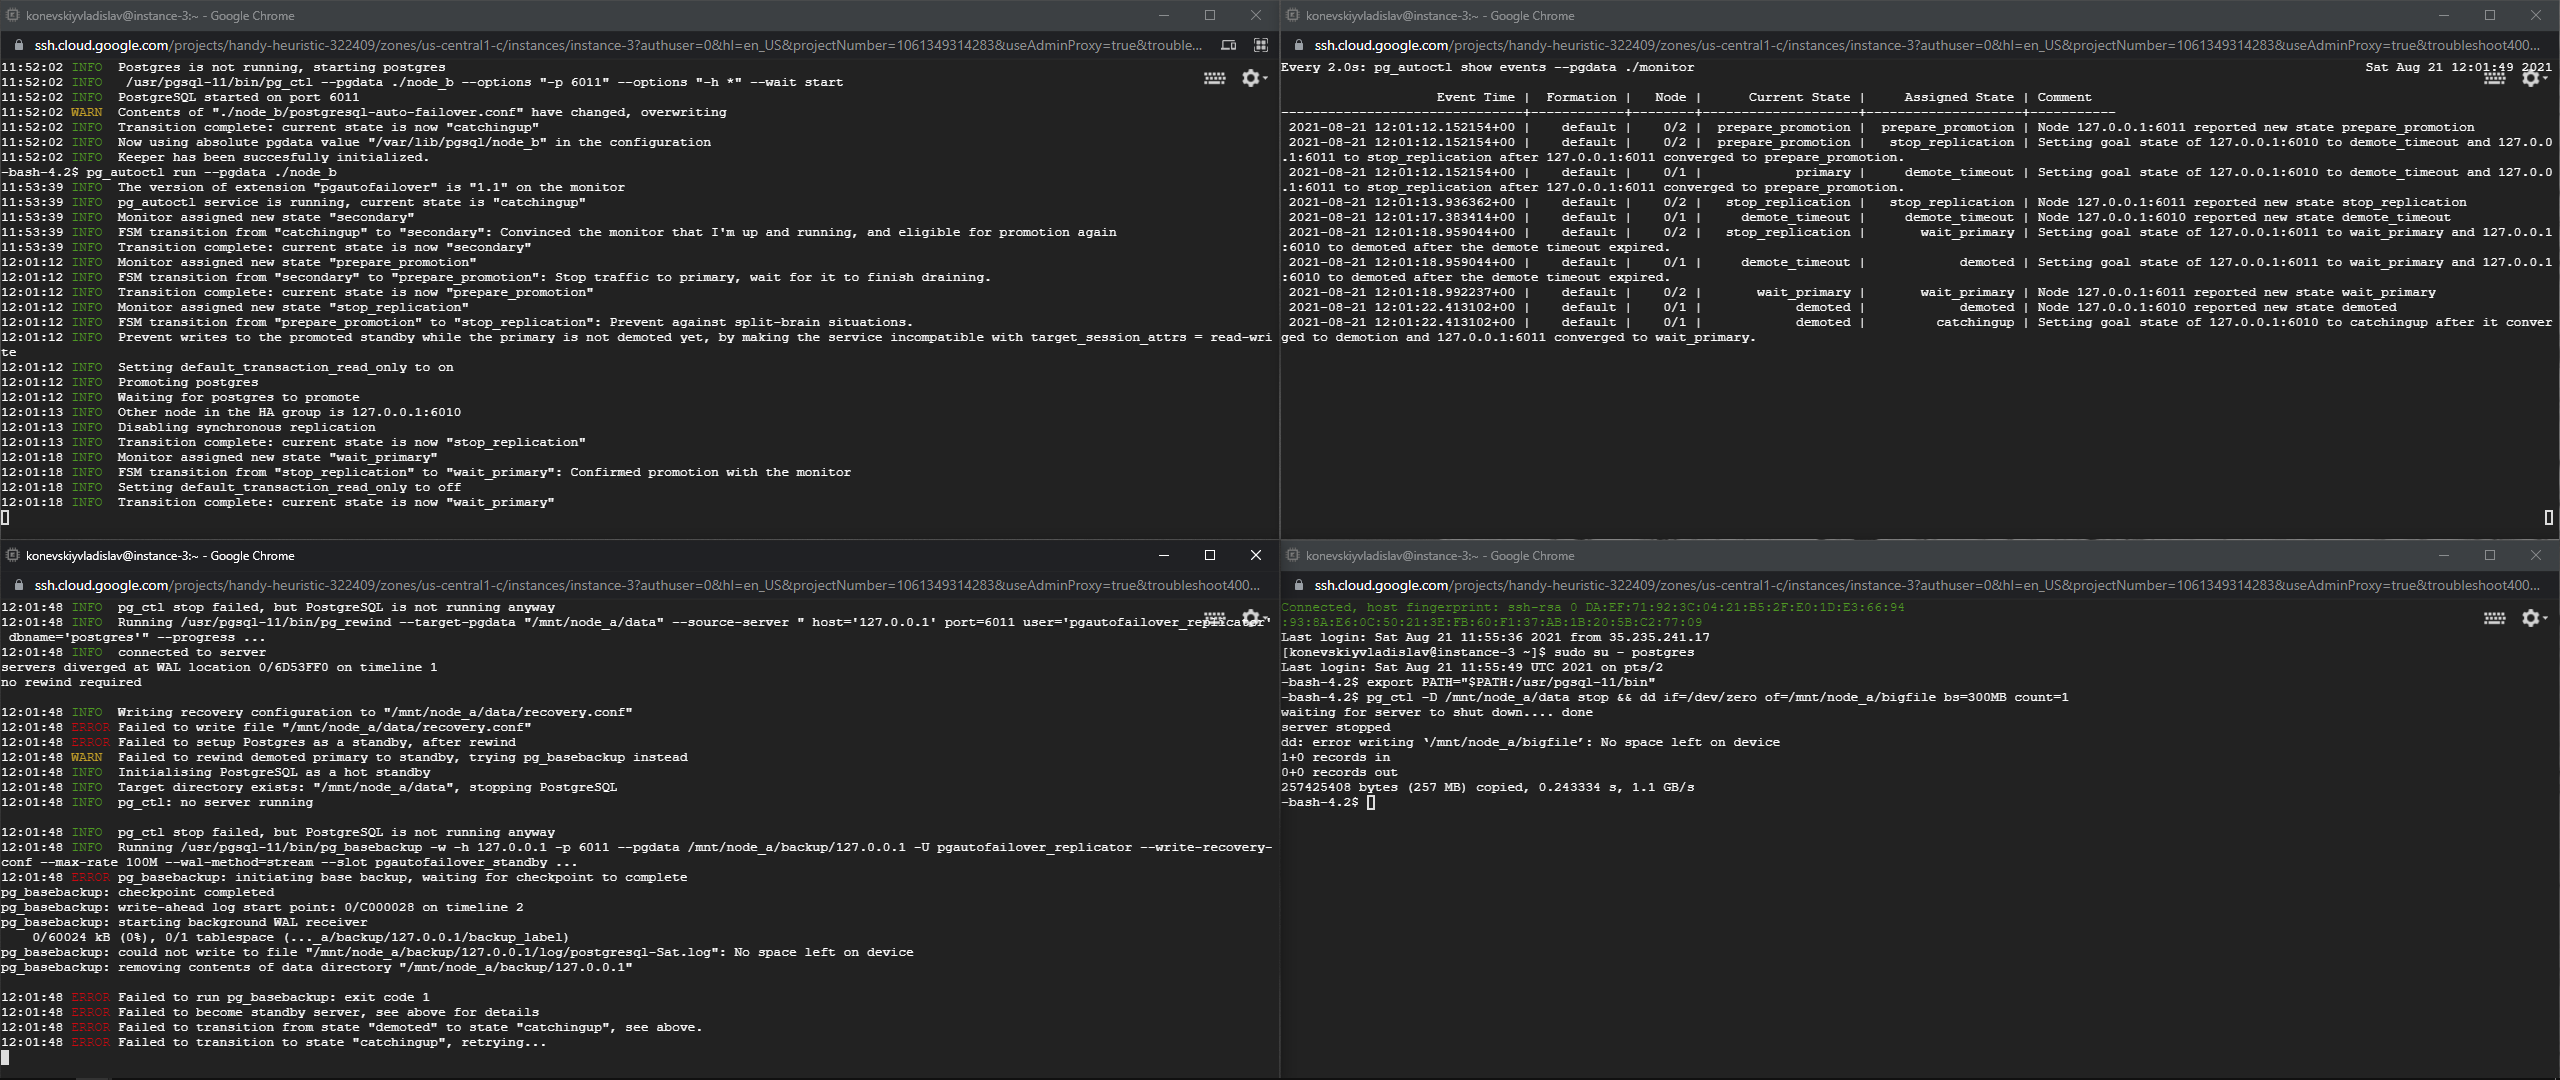 konevskiyvladislav@instance-3:~ - Google Chrome
ssh.cloud.google.com/projects/handy-heuristic-322409/zones/us-central1-c/instances/instance-3?authuser=0&hl=en_US&projectNumber=1061349314283&useAdminProxy=true&trouble...
11:52:02 INFO  Postgres is not running, starting postgres
11:52:02 INFO   /usr/pgsql-11/bin/pg_ctl --pgdata ./node_b --options "-p 6011" --options "-h *" --wait start
11:52:02 INFO  PostgreSQL started on port 6011
11:52:02 WARN  Contents of "./node_b/postgresql-auto-failover.conf" have changed, overwriting
11:52:02 INFO  Transition complete: current state is now "catchingup"
11:52:02 INFO  Now using absolute pgdata value "/var/lib/pgsql/node_b" in the configuration
11:52:02 INFO  Keeper has been succesfully initialized.
-bash-4.2$ pg_autoctl run --pgdata ./node_b
11:53:39 INFO  The version of extension "pgautofailover" is "1.1" on the monitor
11:53:39 INFO  pg_autoctl service is running, current state is "catchingup"
11:53:39 INFO  Monitor assigned new state "secondary"
11:53:39 INFO  FSM transition from "catchingup" to "secondary": Convinced the monitor that I'm up and running, and eligible for promotion again
11:53:39 INFO  Transition complete: current state is now "secondary"
12:01:12 INFO  Monitor assigned new state "prepare_promotion"
12:01:12 INFO  FSM transition from "secondary" to "prepare_promotion": Stop traffic to primary, wait for it to finish draining.
12:01:12 INFO  Transition complete: current state is now "prepare_promotion"
12:01:12 INFO  Monitor assigned new state "stop_replication"
12:01:12 INFO  FSM transition from "prepare_promotion" to "stop_replication": Prevent against split-brain situations.
12:01:12 INFO  Prevent writes to the promoted standby while the primary is not demoted yet, by making the service incompatible with target_session_attrs = read-wri
te
12:01:12 INFO  Setting default_transaction_read_only to on
12:01:12 INFO  Promoting postgres
12:01:12 INFO  Waiting for postgres to promote
12:01:13 INFO  Other node in the HA group is 127.0.0.1:6010
12:01:13 INFO  Disabling synchronous replication
12:01:13 INFO  Transition complete: current state is now "stop_replication"
12:01:18 INFO  Monitor assigned new state "wait_primary"
12:01:18 INFO  FSM transition from "stop_replication" to "wait_primary": Confirmed promotion with the monitor
12:01:18 INFO  Setting default_transaction_read_only to off
12:01:18 INFO  Transition complete: current state is now "wait_primary"
konevskiyvladislav@instance-3:~ - Google Chrome
ssh.cloud.google.com/projects/handy-heuristic-322409/zones/us-central1-c/instances/instance-3?authuser=0&hl=en_US&projectNumber=1061349314283&useAdminProxy=true&troubleshoot400...
Every 2.0s: pg_autoctl show events --pgdata ./monitor Sat Aug 21 12:01:49 2021
Event Time | Formation | Node | Current State | Assigned State | Comment
------------------------------+------------+--------+--------------------+--------------------+-----------
2021-08-21 12:01:12.152154+00 | default | 0/2 | prepare_promotion | prepare_promotion | Node 127.0.0.1:6011 reported new state prepare_promotion
2021-08-21 12:01:12.152154+00 | default | 0/2 | prepare_promotion | stop_replication | Setting goal state of 127.0.0.1:6010 to demote_timeout and 127.0.0
.1:6011 to stop_replication after 127.0.0.1:6011 converged to prepare_promotion.
2021-08-21 12:01:12.152154+00 | default | 0/1 | primary | demote_timeout | Setting goal state of 127.0.0.1:6010 to demote_timeout and 127.0.0
.1:6011 to stop_replication after 127.0.0.1:6011 converged to prepare_promotion.
2021-08-21 12:01:13.936362+00 | default | 0/2 | stop_replication | stop_replication | Node 127.0.0.1:6011 reported new state stop_replication
2021-08-21 12:01:17.383414+00 | default | 0/1 | demote_timeout | demote_timeout | Node 127.0.0.1:6010 reported new state demote_timeout
2021-08-21 12:01:18.959044+00 | default | 0/2 | stop_replication | wait_primary | Setting goal state of 127.0.0.1:6011 to wait_primary and 127.0.0.1
:6010 to demoted after the demote timeout expired.
2021-08-21 12:01:18.959044+00 | default | 0/1 | demote_timeout | demoted | Setting goal state of 127.0.0.1:6011 to wait_primary and 127.0.0.1
:6010 to demoted after the demote timeout expired.
2021-08-21 12:01:18.992237+00 | default | 0/2 | wait_primary | wait_primary | Node 127.0.0.1:6011 reported new state wait_primary
2021-08-21 12:01:22.413102+00 | default | 0/1 | demoted | demoted | Node 127.0.0.1:6010 reported new state demoted
2021-08-21 12:01:22.413102+00 | default | 0/1 | demoted | catchingup | Setting goal state of 127.0.0.1:6010 to catchingup after it conver
ged to demotion and 127.0.0.1:6011 converged to wait_primary.
konevskiyvladislav@instance-3:~ - Google Chrome
ssh.cloud.google.com/projects/handy-heuristic-322409/zones/us-central1-c/instances/instance-3?authuser=0&hl=en_US&projectNumber=1061349314283&useAdminProxy=true&troubleshoot400...
12:01:48 INFO  pg_ctl stop failed, but PostgreSQL is not running anyway
12:01:48 INFO  Running /usr/pgsql-11/bin/pg_rewind --target-pgdata "/mnt/node_a/data" --source-server " host='127.0.0.1' port=6011 user='pgautofailover_replicator'
dbname='postgres'" --progress ...
12:01:48 INFO  connected to server
servers diverged at WAL location 0/6D53FF0 on timeline 1
no rewind required
12:01:48 INFO  Writing recovery configuration to "/mnt/node_a/data/recovery.conf"
12:01:48 ERROR Failed to write file "/mnt/node_a/data/recovery.conf"
12:01:48 ERROR Failed to setup Postgres as a standby, after rewind
12:01:48 WARN  Failed to rewind demoted primary to standby, trying pg_basebackup instead
12:01:48 INFO  Initialising PostgreSQL as a hot standby
12:01:48 INFO  Target directory exists: "/mnt/node_a/data", stopping PostgreSQL
12:01:48 INFO  pg_ctl: no server running
12:01:48 INFO  pg_ctl stop failed, but PostgreSQL is not running anyway
12:01:48 INFO  Running /usr/pgsql-11/bin/pg_basebackup -w -h 127.0.0.1 -p 6011 --pgdata /mnt/node_a/backup/127.0.0.1 -U pgautofailover_replicator --write-recovery-
conf --max-rate 100M --wal-method=stream --slot pgautofailover_standby ...
12:01:48 ERROR pg_basebackup: initiating base backup, waiting for checkpoint to complete
pg_basebackup: checkpoint completed
pg_basebackup: write-ahead log start point: 0/C000028 on timeline 2
pg_basebackup: starting background WAL receiver
0/60024 kB (0%), 0/1 tablespace (..._a/backup/127.0.0.1/backup_label)
pg_basebackup: could not write to file "/mnt/node_a/backup/127.0.0.1/log/postgresql-Sat.log": No space left on device
pg_basebackup: removing contents of data directory "/mnt/node_a/backup/127.0.0.1"
12:01:48 ERROR Failed to run pg_basebackup: exit code 1
12:01:48 ERROR Failed to become standby server, see above for details
12:01:48 ERROR Failed to transition from state "demoted" to state "catchingup", see above.
12:01:48 ERROR Failed to transition to state "catchingup", retrying...
konevskiyvladislav@instance-3:~ - Google Chrome
ssh.cloud.google.com/projects/handy-heuristic-322409/zones/us-central1-c/instances/instance-3?authuser=0&hl=en_US&projectNumber=1061349314283&useAdminProxy=true&troubleshoot400...
Connected, host fingerprint: ssh-rsa 0 DA:EF:71:92:3C:04:21:B5:2F:E0:1D:E3:66:94
:93:8A:E6:0C:50:21:3E:FB:60:F1:37:AB:1B:20:5B:C2:77:09
Last login: Sat Aug 21 11:55:36 2021 from 35.235.241.17
[konevskiyvladislav@instance-3 ~]$ sudo su - postgres
Last login: Sat Aug 21 11:55:49 UTC 2021 on pts/2
-bash-4.2$ export PATH="$PATH:/usr/pgsql-11/bin"
-bash-4.2$ pg_ctl -D /mnt/node_a/data stop && dd if=/dev/zero of=/mnt/node_a/bigfile bs=300MB count=1
waiting for server to shut down.... done
server stopped
dd: error writing ‘/mnt/node_a/bigfile’: No space left on device
1+0 records in
0+0 records out
257425408 bytes (257 MB) copied, 0.243334 s, 1.1 GB/s
-bash-4.2$